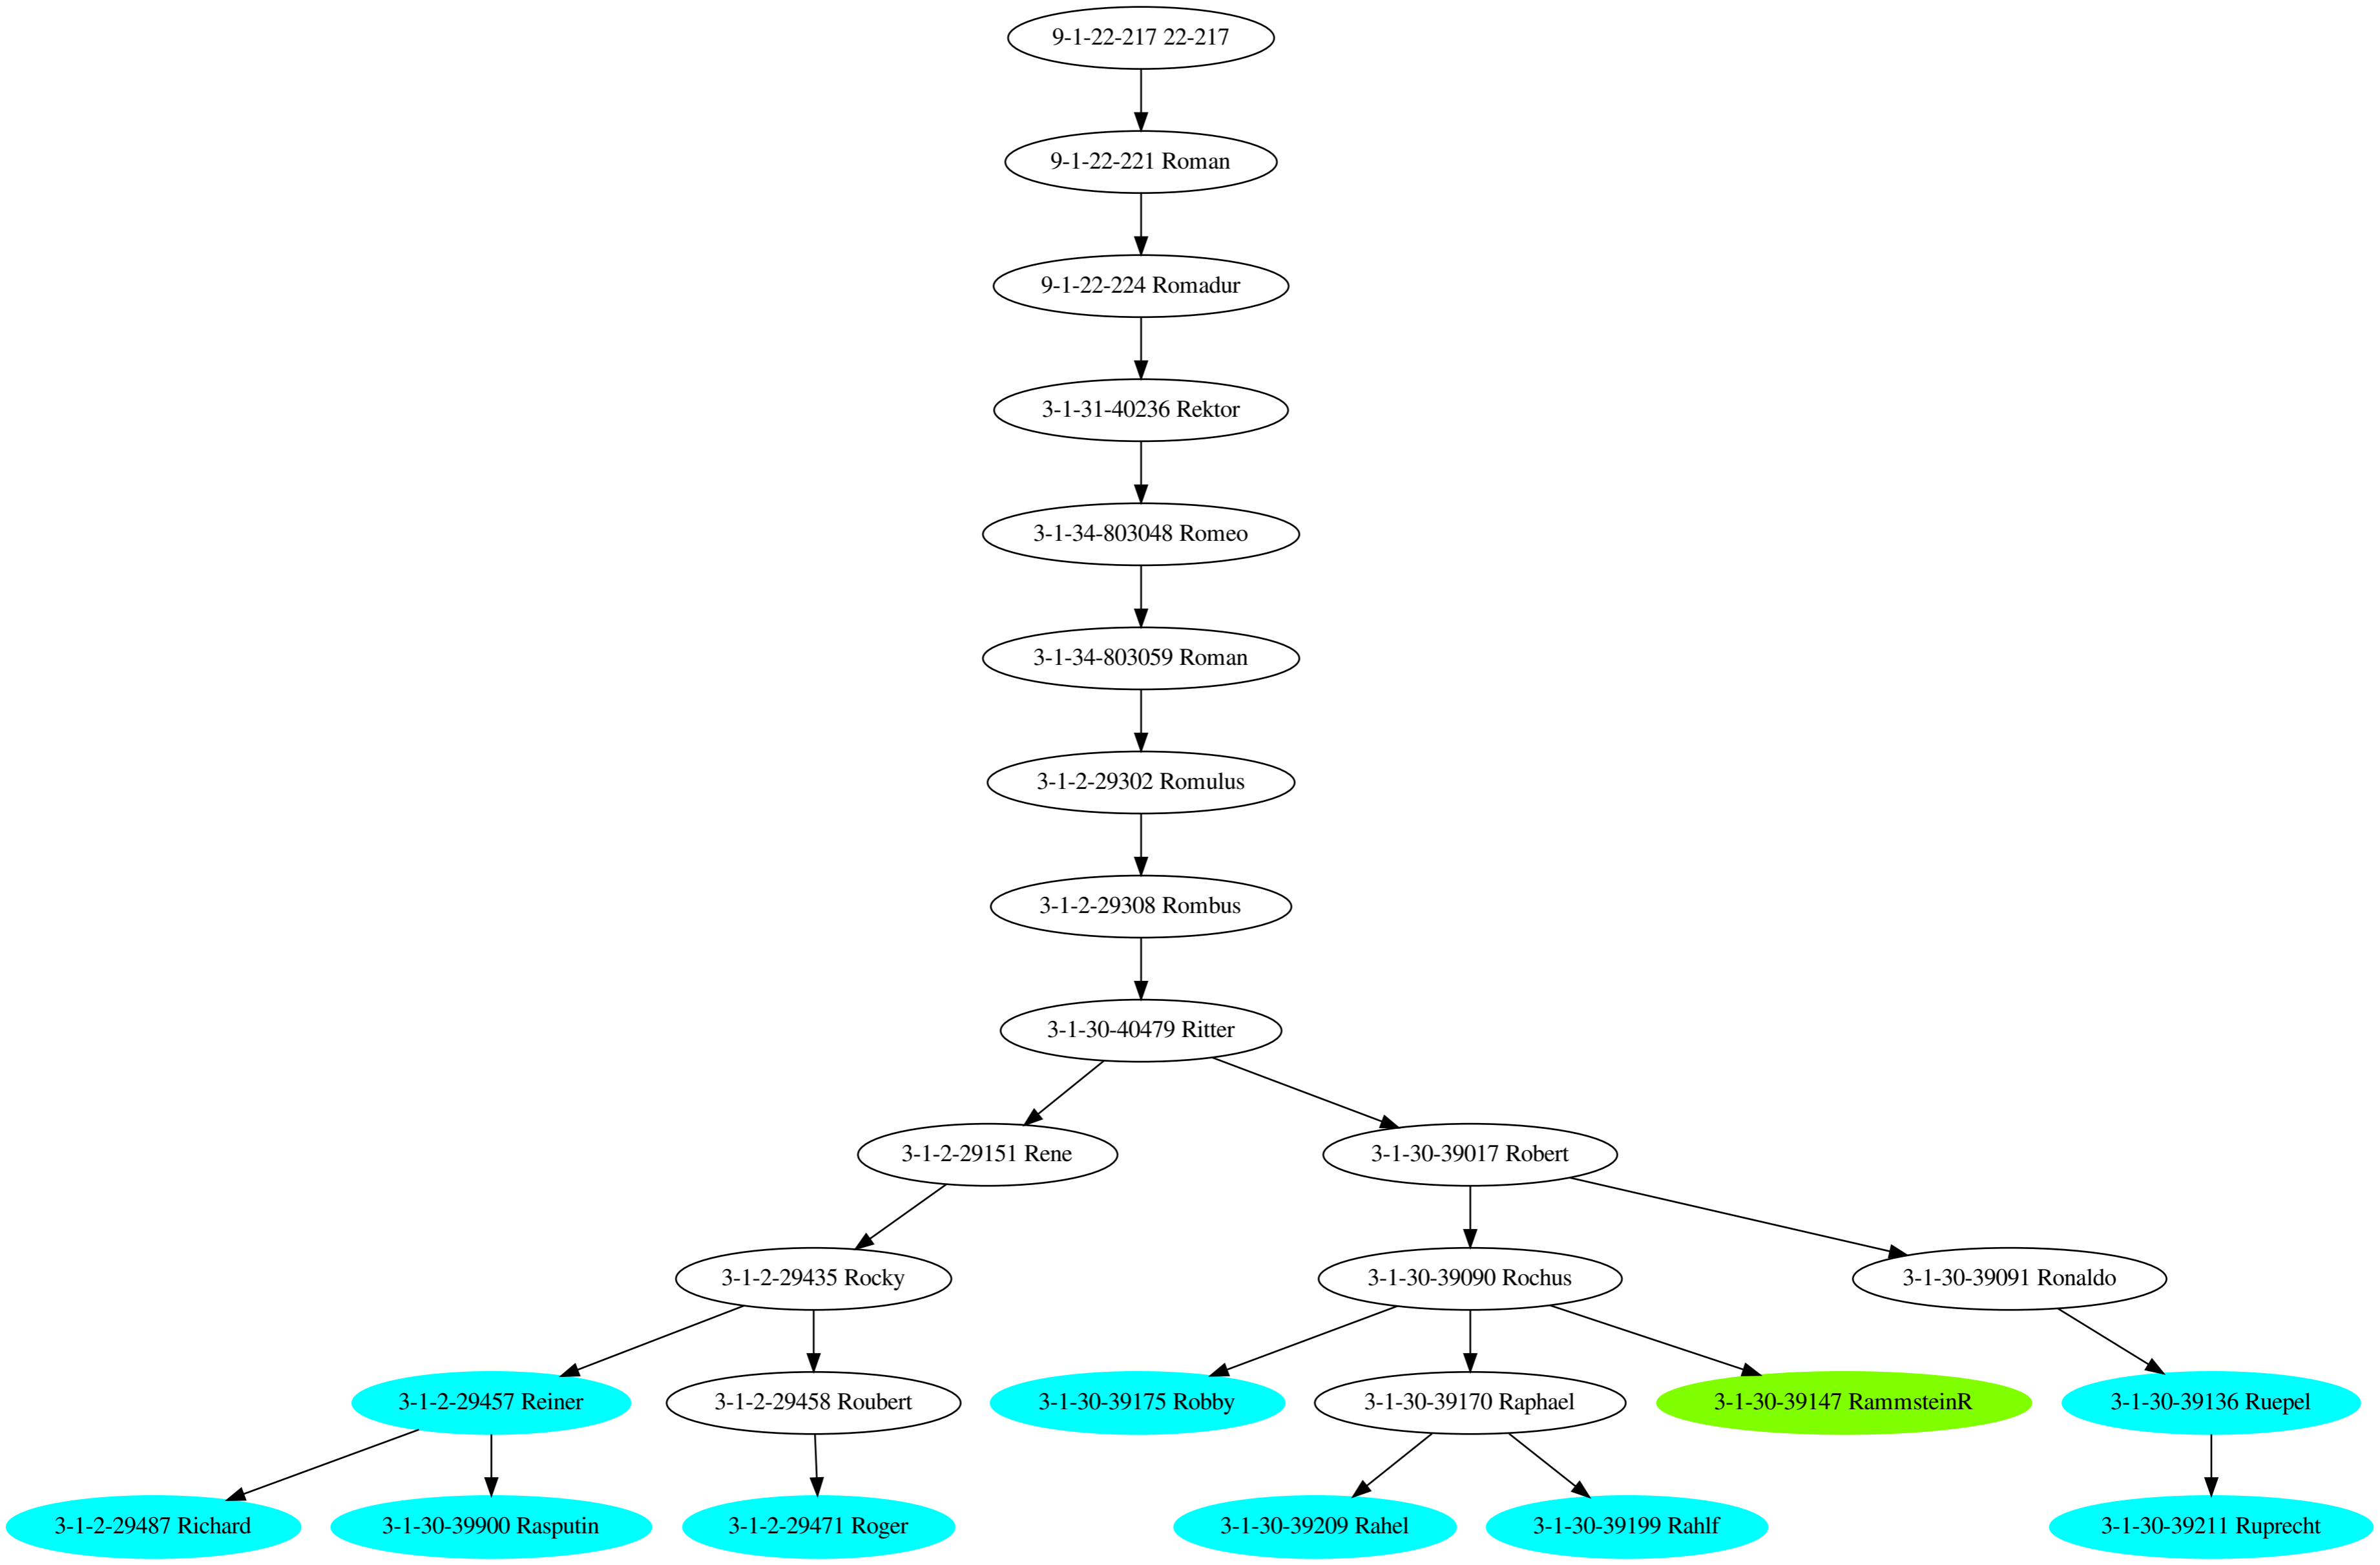 9-1-22-217 22-217
9-1-22-221 Roman
9-1-22-224 Romadur
3-1-31-40236 Rektor
3-1-34-803048 Romeo
3-1-34-803059 Roman
3-1-2-29302 Romulus
3-1-2-29308 Rombus
3-1-30-40479 Ritter
3-1-2-29151 Rene
3-1-30-39017 Robert
3-1-2-29435 Rocky
3-1-30-39090 Rochus
3-1-30-39091 Ronaldo
3-1-2-29457 Reiner
3-1-2-29458 Roubert
3-1-30-39175 Robby
3-1-30-39170 Raphael
3-1-30-39147 RammsteinR
3-1-30-39136 Ruepel
3-1-2-29487 Richard
3-1-30-39900 Rasputin
3-1-2-29471 Roger
3-1-30-39209 Rahel
3-1-30-39199 Rahlf
3-1-30-39211 Ruprecht